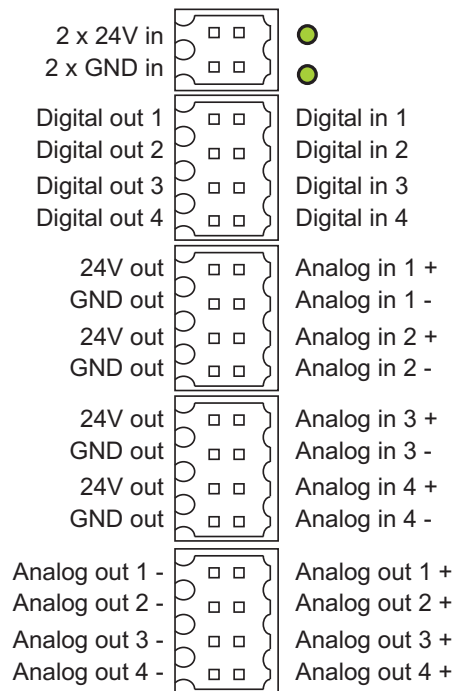 2 x 24V in
2 x GND in
Digital out 1 Digital in 1
Digital out 2 Digital in 2
Digital out 3 Digital in 3
Digital out 4 Digital in 4
24V out Analog in 1 +
GND out Analog in 1 -
24V out Analog in 2 +
GND out Analog in 2 -
24V out Analog in 3 +
GND out Analog in 3 -
24V out Analog in 4 +
GND out Analog in 4 -
Analog out 1 - Analog out 1 +
Analog out 2 - Analog out 2 +
Analog out 3 - Analog out 3 +
Analog out 4 - Analog out 4 +